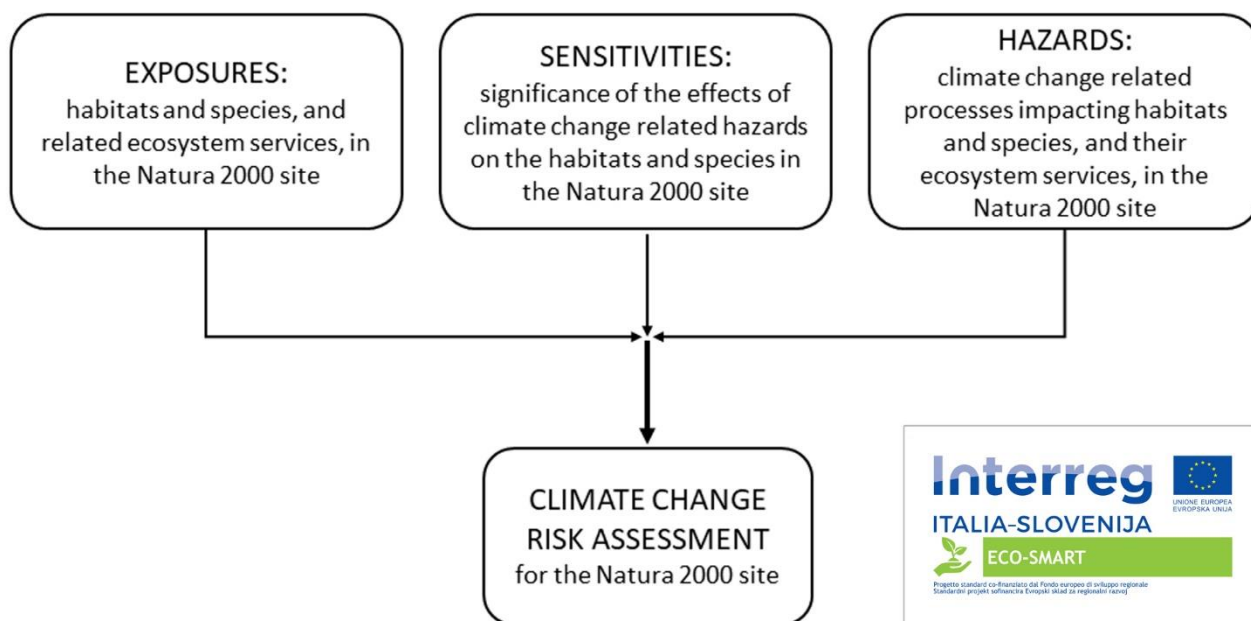 EXPOSURES:
habitats and species, and
related ecosystem services, in
the Natura 2000 site
SENSITIVITIES:
significance of the effects of
climate change related hazards
on the habitats and species in
the Natura 2000 site
HAZARDS:
climate change related
processes impacting habitats
and species, and their
ecosystem services, in the
Natura 2000 site
CLIMATE CHANGE
RISK ASSESSMENT
for the Natura 2000 site
Interreg
UNIONE EUROPEA
EVROPSKA UNIJA
ITALIA-SLOVENIJA
ECO-SMART
Progetto standard co-finanziato dal Fondo europeo di sviluppo regionale
Standardni projekt sofinancira Evropski sklad za regionalni razvoj